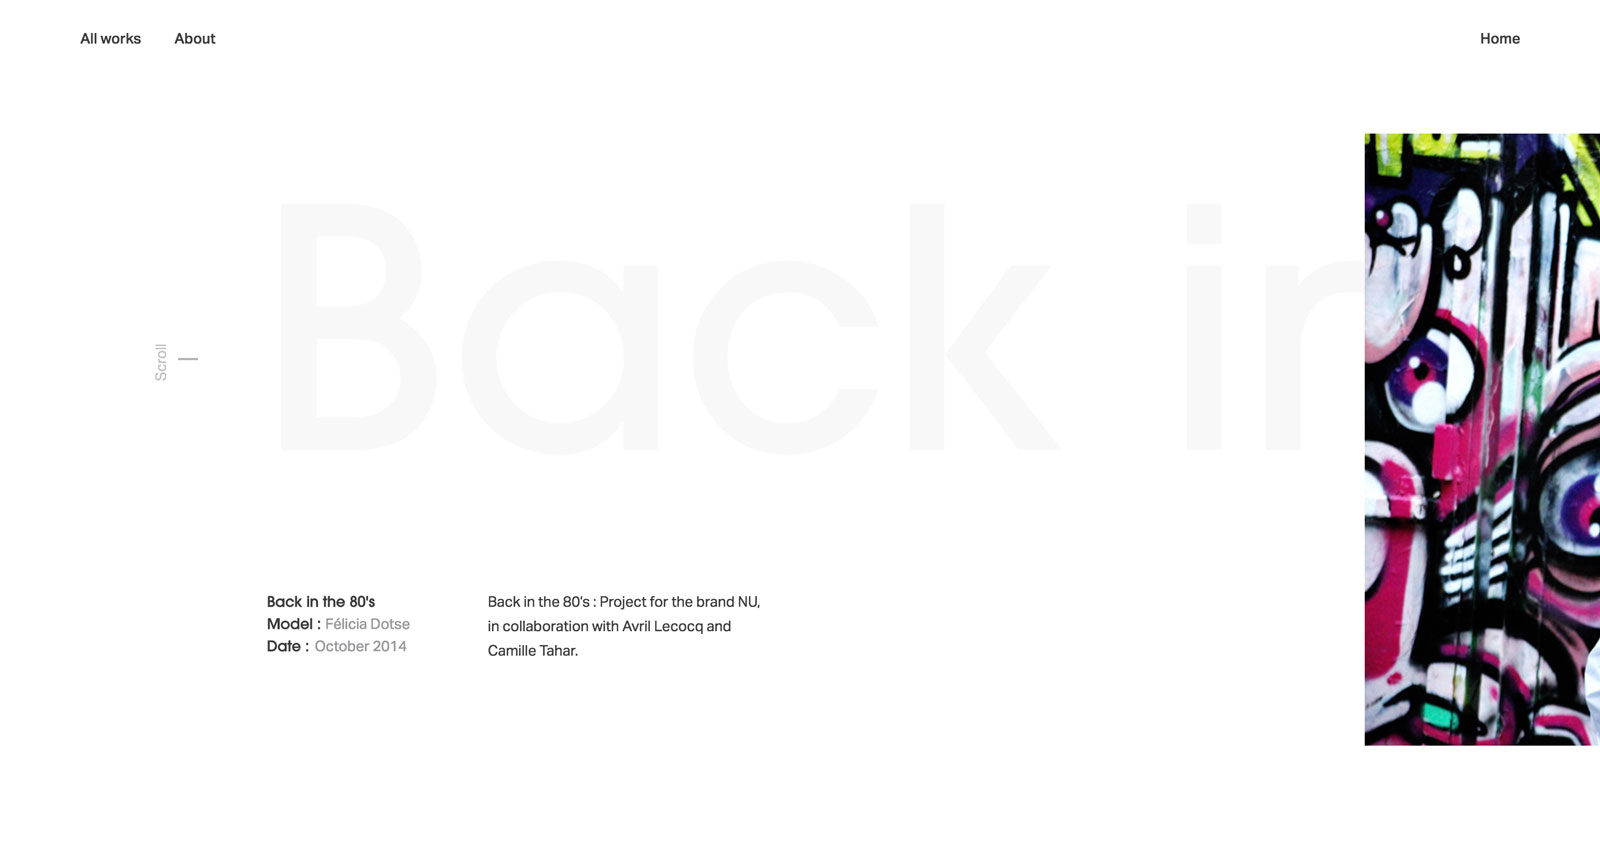 All works
About
Home
Back in
Scroll
Back in the 80's
Model : Félicia Dotse
Date : October 2014
Back in the 80's : Project for the brand NU,
in collaboration with Avril Lecocq and
Camille Tahar.